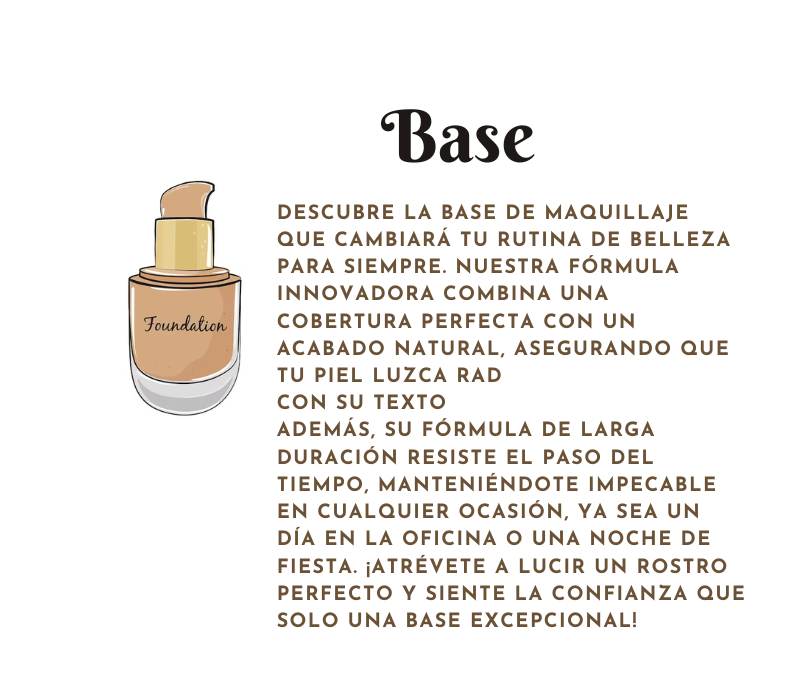 Base
Foundation
DESCUBRE LA BASE DE MAQUILLAJE
QUE CAMBIARÁ TU RUTINA DE BELLEZA
PARA SIEMPRE. NUESTRA FÓRMULA
INNOVADORA COMBINA UNA
COBERTURA PERFECTA CON UN
ACABADO NATURAL, ASEGURANDO QUE
TU PIEL LUZCA RAD
CON SU TEXTO
ADEMÁS, SU FÓRMULA DE LARGA
DURACIÓN RESISTE EL PASO DEL
TIEMPO, MANTENIÉNDOTE IMPECABLE
EN CUALQUIER OCASIÓN, YA SEA UN
DÍA EN LA OFICINA O UNA NOCHE DE
FIESTA. ¡ATRÉVETE A LUCIR UN ROSTRO
PERFECTO Y SIENTE LA CONFIANZA QUE
SOLO UNA BASE EXCEPCIONAL!